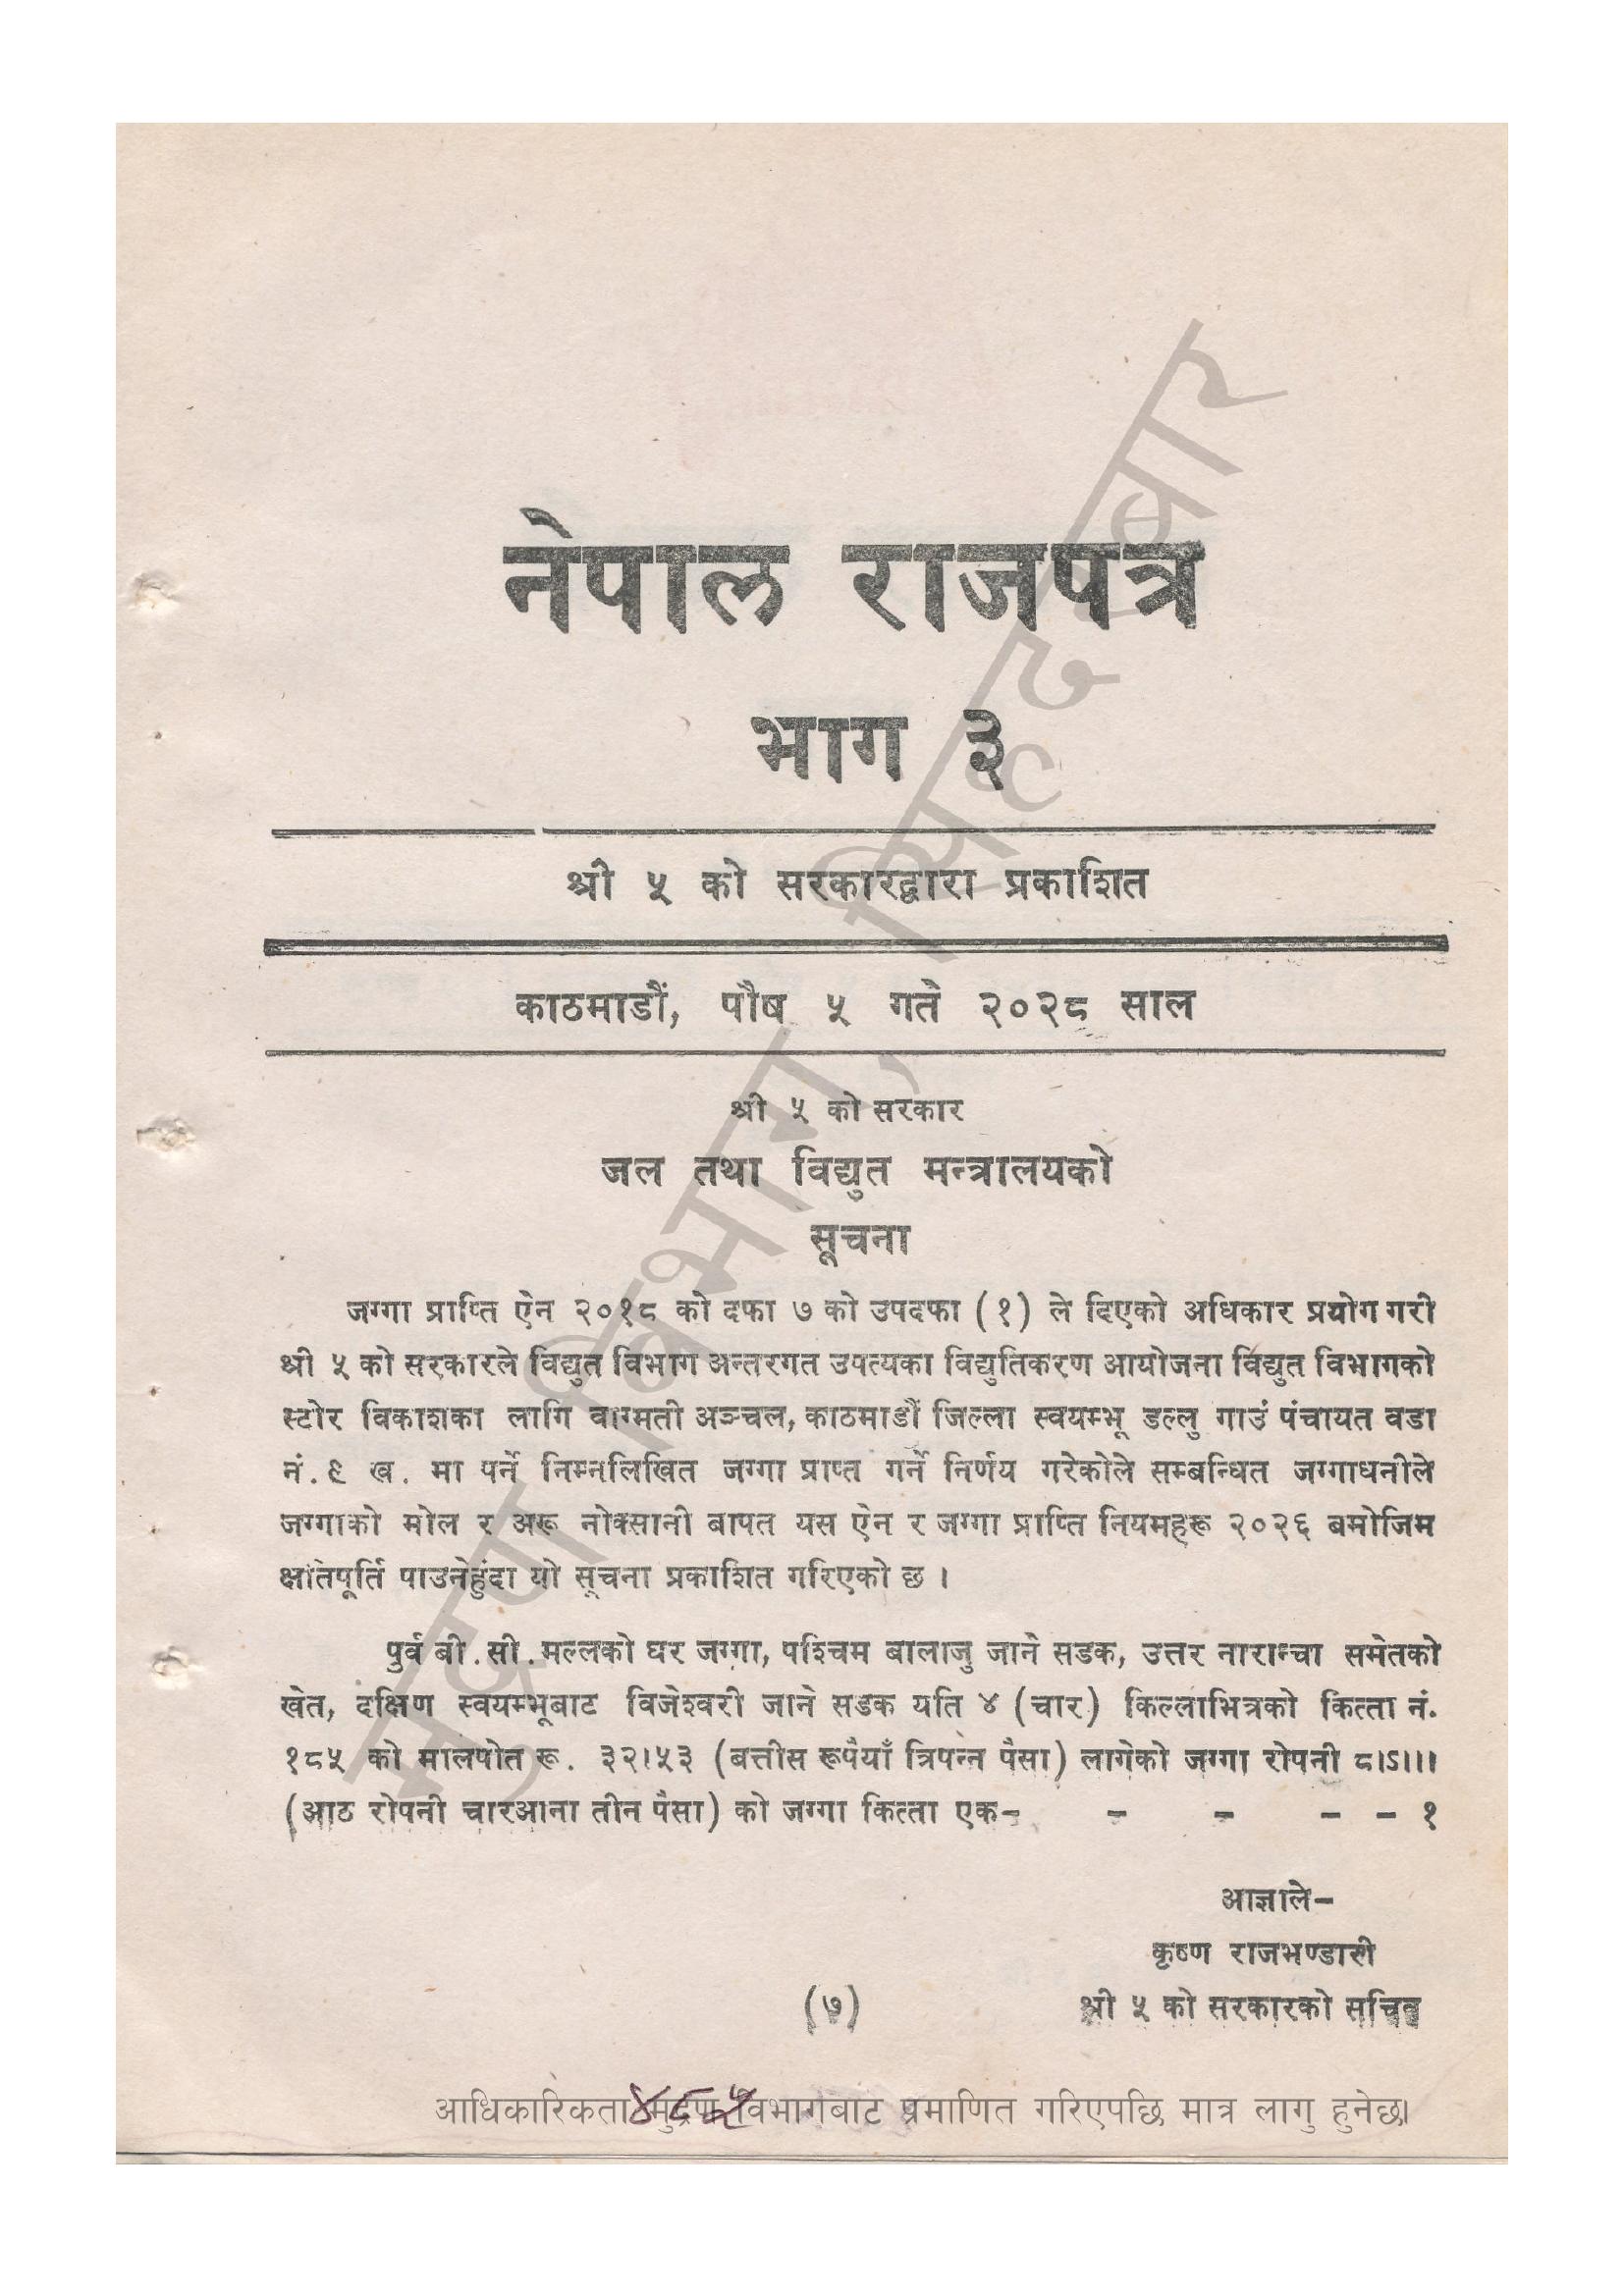 नेपाल राजपत्र
भाग ३
श्री ५ को सरकारद्वारा प्रकाशित
काठमाडौं, पौष ५ गते २०२८ साल
श्री ५ को सरकार
जल तथा विद्युत मन्त्रालयको
सूचना
जग्गा प्राप्ति ऐन २०१८ को दफा ७ को उपदफा (१) ले दिएको अधिकार प्रयोग गरी
श्री ५ को सरकारले विद्युत विभाग अन्तरगत उपत्यका विद्युतिकरण आयोजना विद्युत विभागको
स्टोर विकाशका लागि वाग्मती अञ्चल, काठमाडौं जिल्ला स्वयम्भू डल्लु गाउं पंचायत वडा
नं. ९ ख. मा पर्ने निम्नलिखित जग्गा प्राप्त गर्ने निर्णय गरेकोले सम्बन्धित जग्गाधनीले
जग्गाको मोल र अरू नोक्सानी बापत यस ऐन र जग्गा प्राप्ति नियमहरू २०२६ बमोजिम
क्षतिपूर्ति पाउनेहुंदा यो सूचना प्रकाशित गरिएको छ ।
पुर्व बी.सी.मल्लको घर जग्गा, पश्चिम बालाजु जाने सडक, उत्तर नारान्चा समेतको
खेत, दक्षिण स्वयम्भूबाट विजेश्वरी जाने सडक यति ४ (चार) किल्लाभित्रको कित्ता नं.
१८५ को मालपोत रू. ३२।५३ (बत्तीस रूपैयाँ त्रिपन्न पैसा) लागेको जग्गा रोपनी ८।ऽ।।।
(आठ रोपनी चारआना तीन पैसा) को जग्गा कित्ता एक- - - - - १
आज्ञाले-
कृष्ण राजभण्डारी
(७) श्री ५ को सरकारको सचिव
४८५
आधिकारिकता मुद्रण विभागबाट प्रमाणित गरिएपछि मात्र लागु हुनेछ।
मुद्रण विभाग, सिंहदरबार